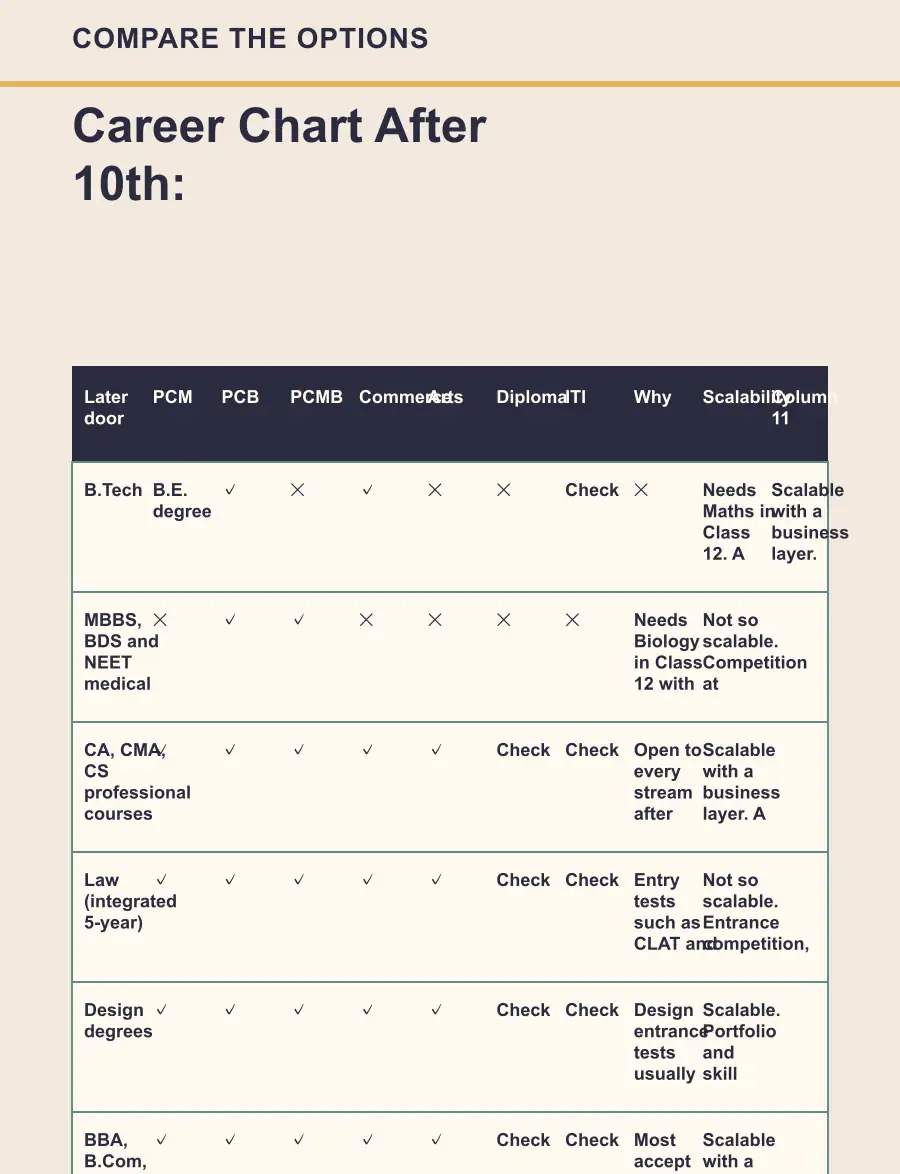 COMPARE THE OPTIONS
Career Chart After
10th:
Later door PCM PCB PCMB Commerce Arts Diploma ITI Why Scalability Column 11
B.Tech B.E. degree ✓ ✕ ✓ ✕ ✕ Check ✕ Needs Maths in Class 12. A Scalable with a business layer.
MBBS, BDS and NEET medical ✕ ✓ ✓ ✕ ✕ ✕ ✕ Needs Biology in Class 12 with Not so scalable. Competition at
CA, CMA, CS professional courses ✓ ✓ ✓ ✓ ✓ Check Check Open to every stream after Scalable with a business layer. A
Law (integrated 5-year) ✓ ✓ ✓ ✓ ✓ Check Check Entry tests such as CLAT and Not so scalable. Entrance competition,
Design degrees ✓ ✓ ✓ ✓ ✓ Check Check Design entrance tests usually Scalable. Portfolio and skill
BBA, B.Com, ✓ ✓ ✓ ✓ ✓ Check Check Most accept Scalable with a